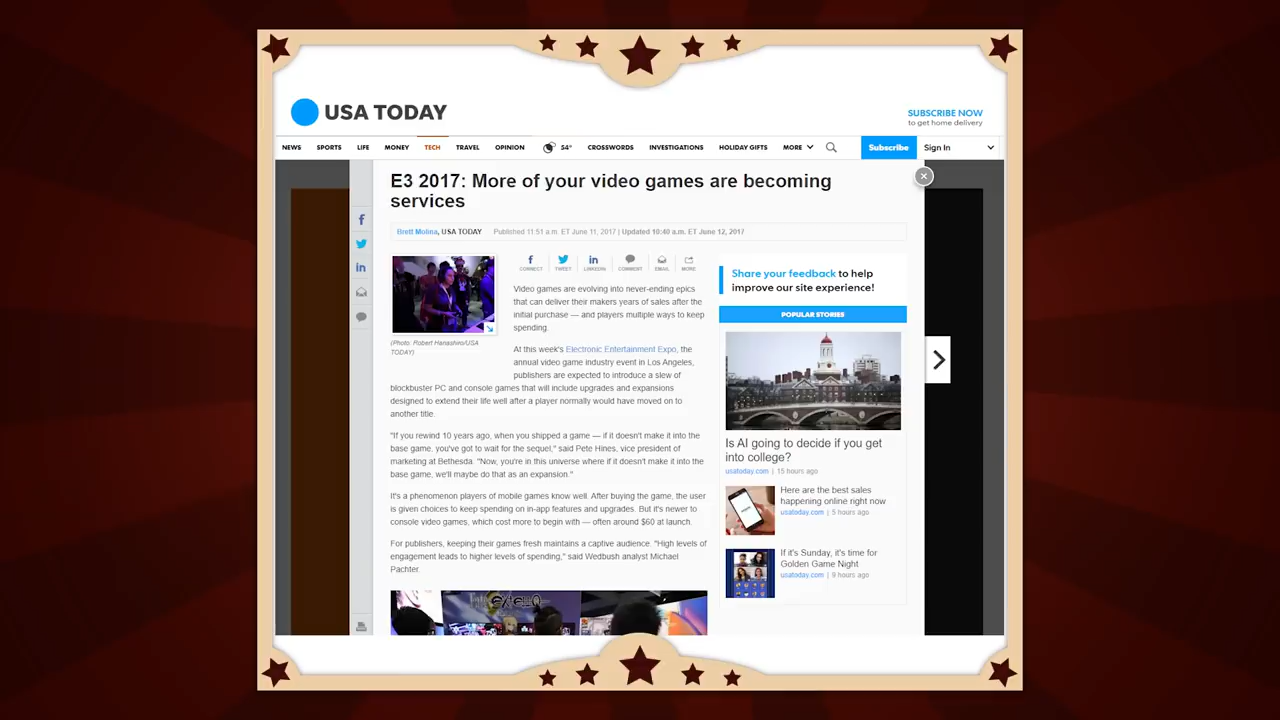 USA TODAY
SUBSCRIBE NOW
to get home delivery
NEWS SPORTS LIFE MONEY TECH TRAVEL OPINION 54° CROSSWORDS INVESTIGATIONS HOLIDAY GIFTS MORE Subscribe Sign In
E3 2017: More of your video games are becoming
services
Brett Molina, USA TODAY Published 11:51 a.m. ET June 11, 2017 | Updated 10:40 a.m. ET June 12, 2017
CONNECT TWEET LINKEDIN COMMENT EMAIL MORE
(Photo: Robert Hanashiro/USA
TODAY)
Video games are evolving into never-ending epics
that can deliver their makers years of sales after the
initial purchase — and players multiple ways to keep
spending.
At this week's Electronic Entertainment Expo, the
annual video game industry event in Los Angeles,
publishers are expected to introduce a slew of
blockbuster PC and console games that will include upgrades and expansions
designed to extend their life well after a player normally would have moved on to
another title.
"If you rewind 10 years ago, when you shipped a game — if it doesn't make it into the
base game, you've got to wait for the sequel," said Pete Hines, vice president of
marketing at Bethesda. "Now, you're in this universe where if it doesn't make it into the
base game, we'll maybe do that as an expansion."
It's a phenomenon players of mobile games know well. After buying the game, the user
is given choices to keep spending on in-app features and upgrades. But it's newer to
console video games, which cost more to begin with — often around $60 at launch.
For publishers, keeping their games fresh maintains a captive audience. "High levels of
engagement leads to higher levels of spending," said Wedbush analyst Michael
Pachter.
Share your feedback to help
improve our site experience!
POPULAR STORIES
Is AI going to decide if you get
into college?
usatoday.com | 15 hours ago
Here are the best sales
happening online right now
usatoday.com | 5 hours ago
If it's Sunday, it's time for
Golden Game Night
usatoday.com | 9 hours ago